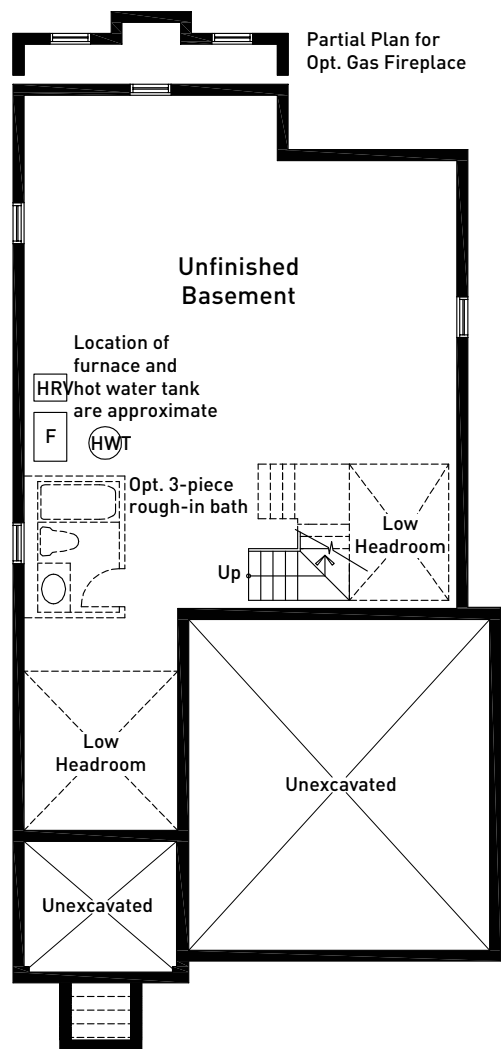 Partial Plan for
Opt. Gas Fireplace
Unfinished
Basement
Location of
furnace and
hot water tank
are approximate
HRV
F
HWT
Opt. 3-piece
rough-in bath
Low
Headroom
Up
Low
Headroom
Unexcavated
Unexcavated